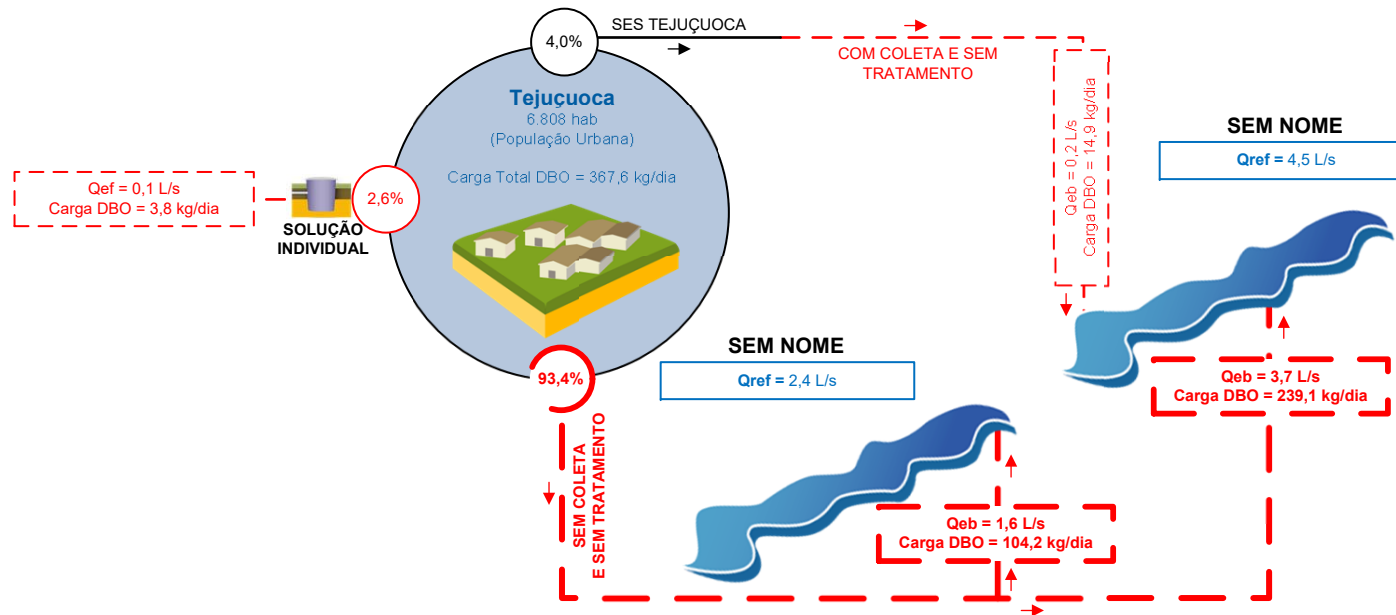 4,0%
SES TEJUÇUOCA
COM COLETA E SEM
TRATAMENTO
Tejuçuoca
6.808 hab
(População Urbana)
Carga Total DBO = 367,6 kg/dia
Qef = 0,1 L/s
Carga DBO = 3,8 kg/dia
SOLUÇÃO
INDIVIDUAL
2,6%
Qeb = 0,2 L/s
Carga DBO = 14,9 kg/dia
SEM NOME
Qref = 4,5 L/s
93,4%
SEM NOME
Qref = 2,4 L/s
Qeb = 3,7 L/s
Carga DBO = 239,1 kg/dia
SEM COLETA
E SEM TRATAMENTO
Qeb = 1,6 L/s
Carga DBO = 104,2 kg/dia